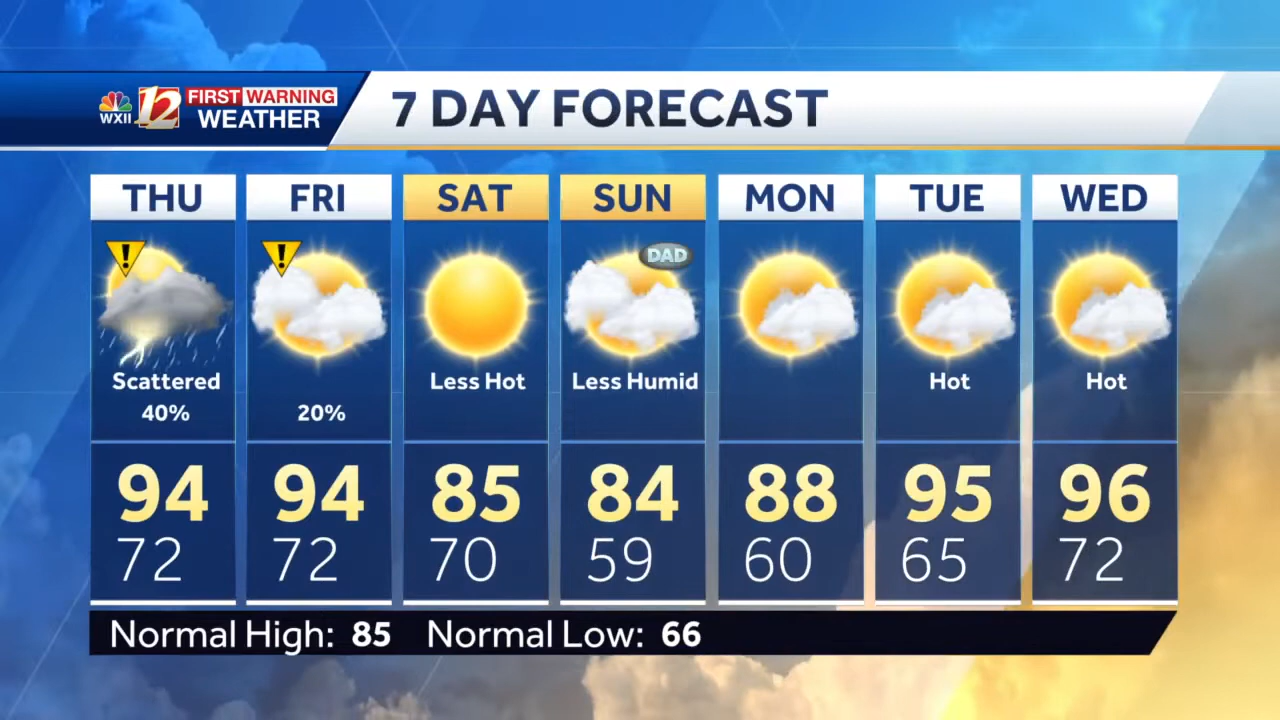 WXII 12 FIRST WARNING WEATHER
7 DAY FORECAST
THU FRI SAT SUN MON TUE WED
! ! DAD
Scattered Less Hot Less Humid Hot Hot
40% 20%
94 94 85 84 88 95 96
72 72 70 59 60 65 72
Normal High: 85 Normal Low: 66